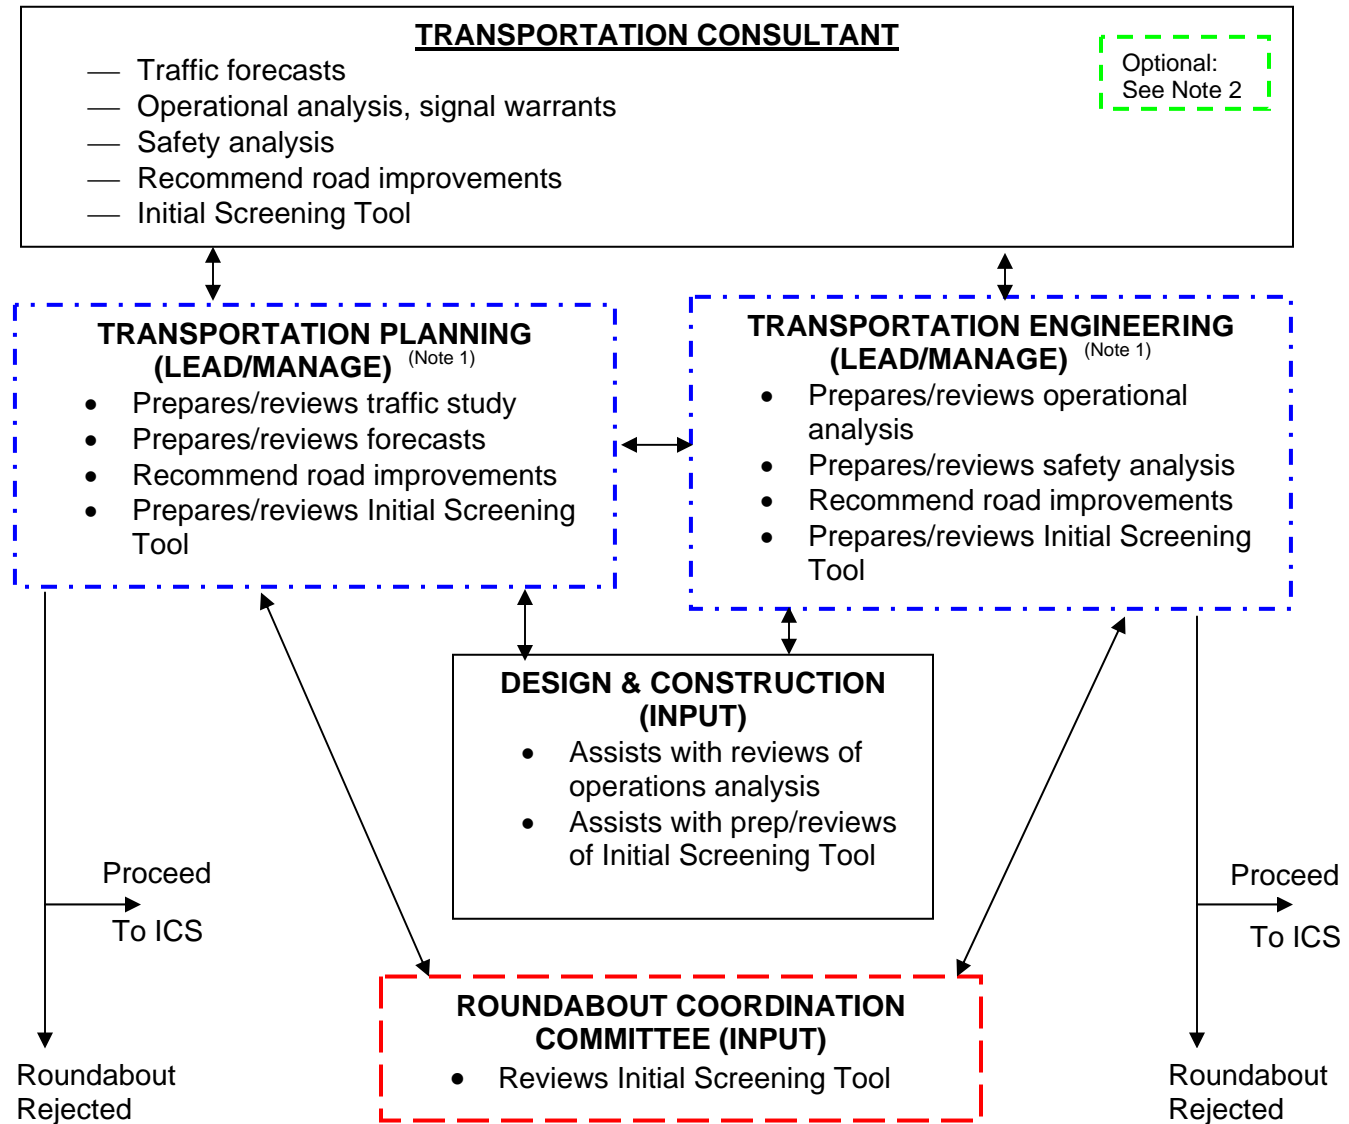 TRANSPORTATION CONSULTANT
— Traffic forecasts
— Operational analysis, signal warrants
— Safety analysis
— Recommend road improvements
— Initial Screening Tool
Optional:
See Note 2
TRANSPORTATION PLANNING
(LEAD/MANAGE) (Note 1)
• Prepares/reviews traffic study
• Prepares/reviews forecasts
• Recommend road improvements
• Prepares/reviews Initial Screening
Tool
TRANSPORTATION ENGINEERING
(LEAD/MANAGE) (Note 1)
• Prepares/reviews operational
analysis
• Prepares/reviews safety analysis
• Recommend road improvements
• Prepares/reviews Initial Screening
Tool
DESIGN & CONSTRUCTION
(INPUT)
• Assists with reviews of
operations analysis
• Assists with prep/reviews
of Initial Screening Tool
Proceed
To ICS
Proceed
To ICS
ROUNDABOUT COORDINATION
COMMITTEE (INPUT)
• Reviews Initial Screening Tool
Roundabout
Rejected
Roundabout
Rejected